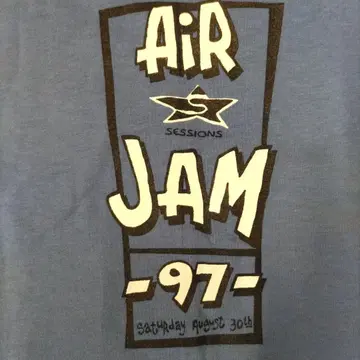 AiR
S
SESSIONS
JAM
-97-
Saturday August 30th